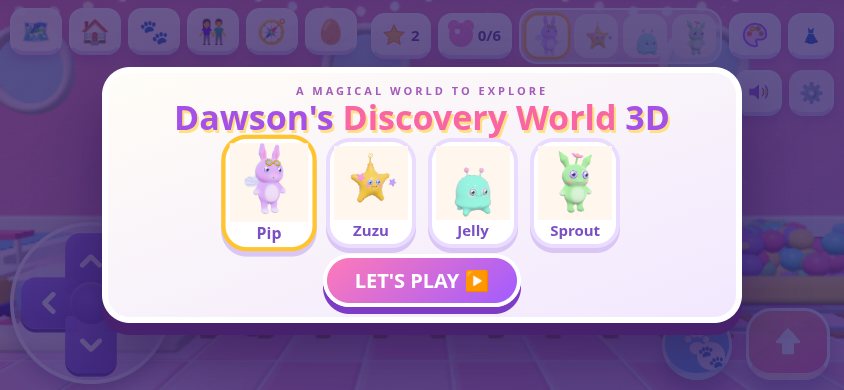 2
0/6
A MAGICAL WORLD TO EXPLORE
Dawson's Discovery World 3D
Pip
Zuzu
Jelly
Sprout
LET'S PLAY